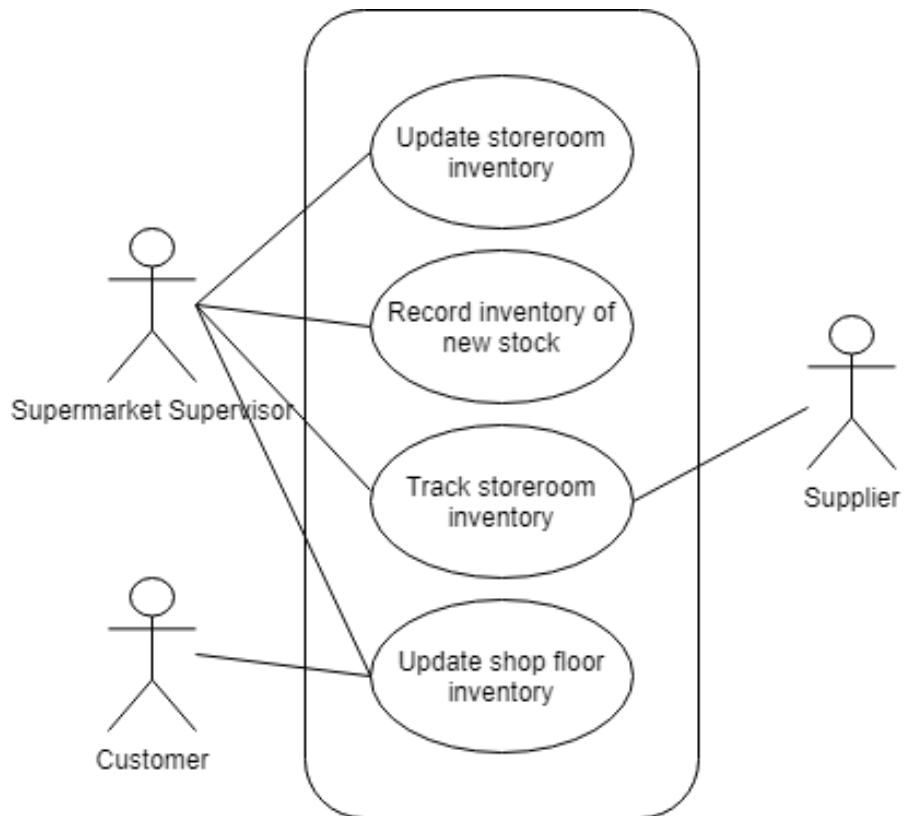 Update storeroom
inventory
Record inventory of
new stock
Supermarket Supervisor
Track storeroom
inventory
Supplier
Update shop floor
inventory
Customer